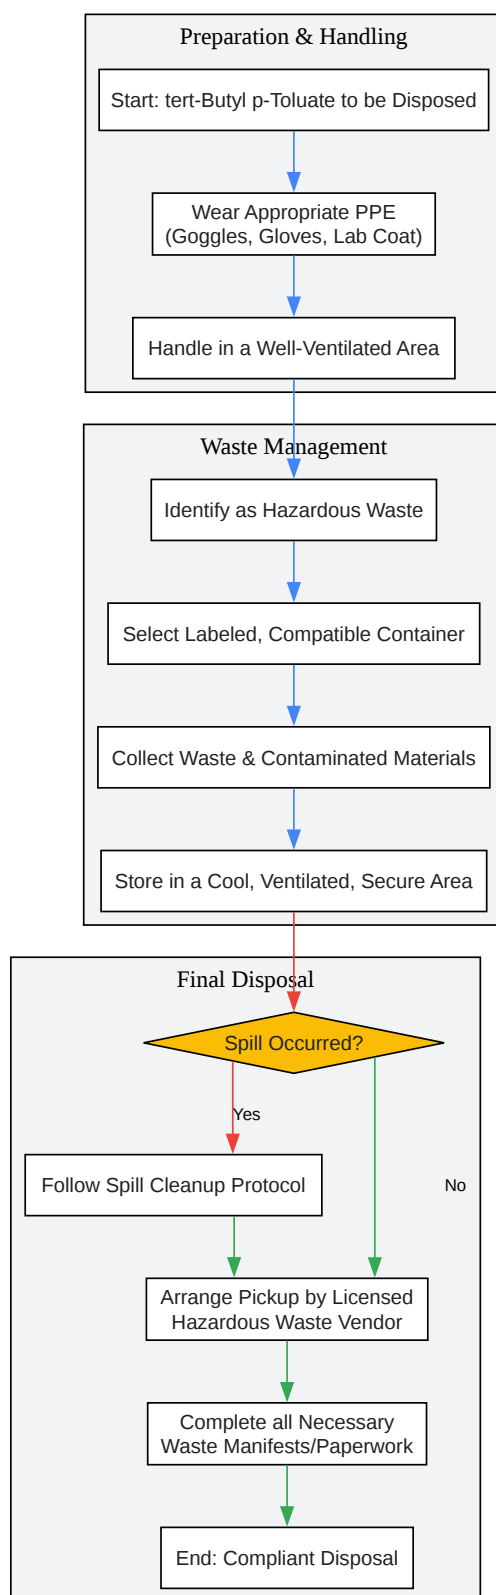 Preparation & Handling
Start: tert-Butyl p-Toluate to be Disposed
Wear Appropriate PPE
(Goggles, Gloves, Lab Coat)
Handle in a Well-Ventilated Area
Waste Management
Identify as Hazardous Waste
Select Labeled, Compatible Container
Collect Waste & Contaminated Materials
Store in a Cool, Ventilated, Secure Area
Final Disposal
Spill Occurred?
Yes
Follow Spill Cleanup Protocol
No
Arrange Pickup by Licensed
Hazardous Waste Vendor
Complete all Necessary
Waste Manifests/Paperwork
End: Compliant Disposal